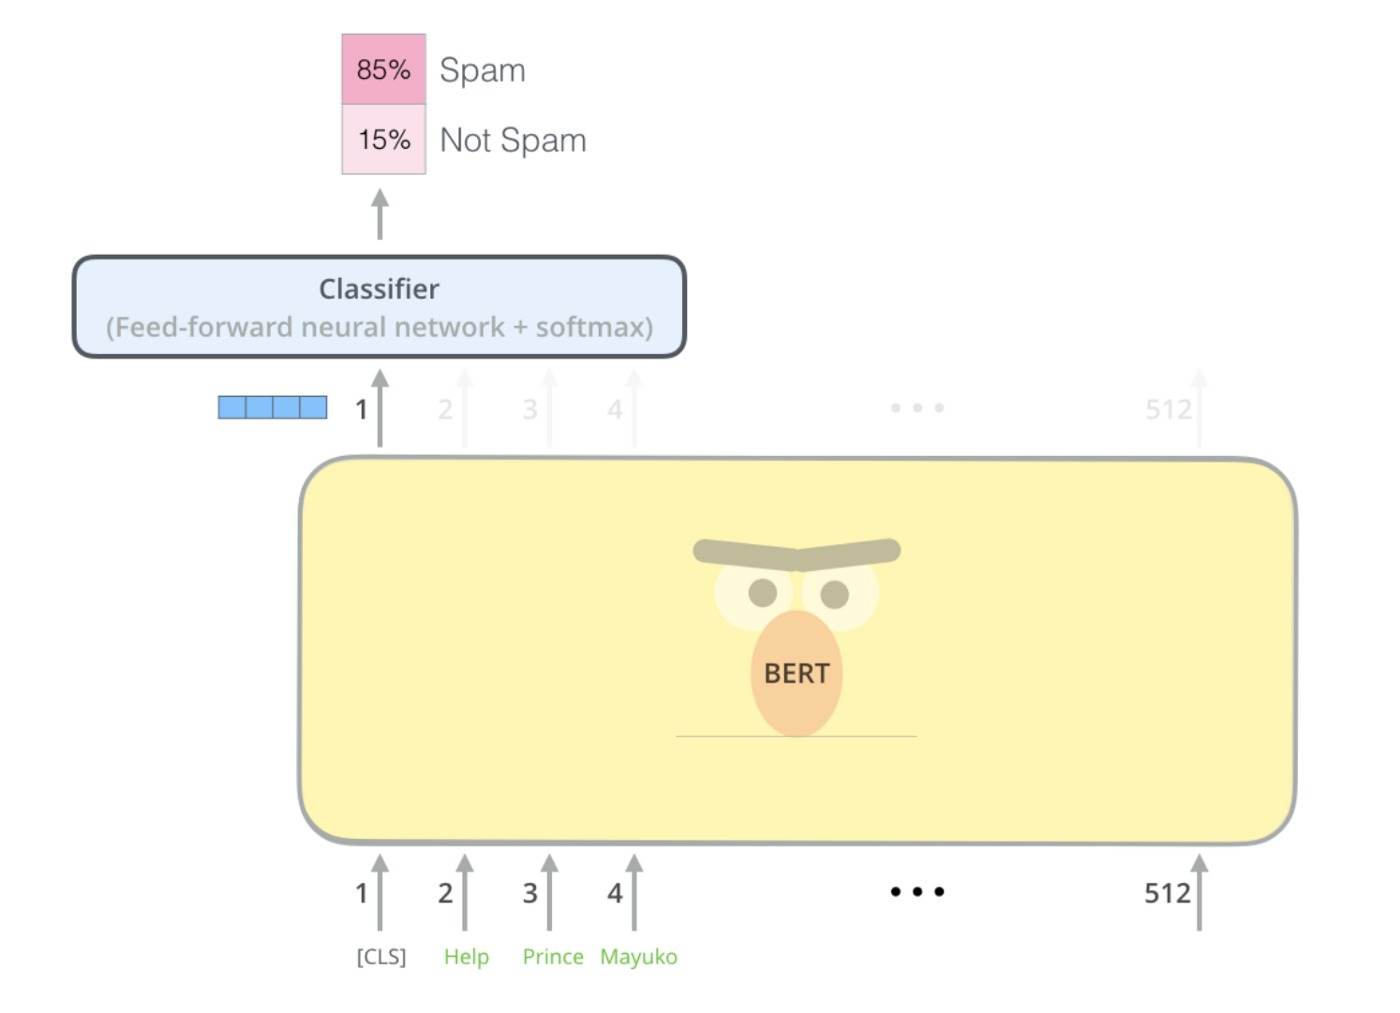 85% Spam
15% Not Spam
Classifier
(Feed-forward neural network + softmax)
1 2 3 4 ••• 512
BERT
1 2 3 4 ••• 512
[CLS] Help Prince Mayuko